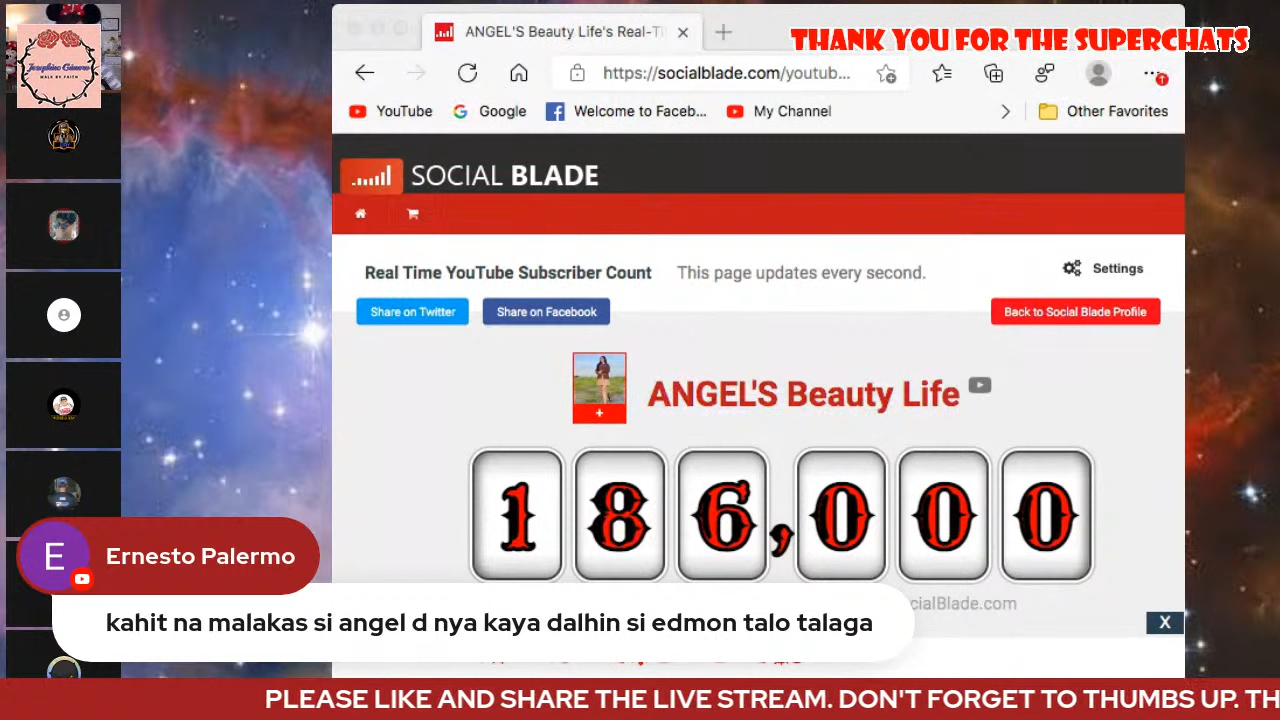 ANGEL'S Beauty Life's Real-Ti
THANK YOU FOR THE SUPERCHATS
https://socialblade.com/youtub...
YouTube
Google
Welcome to Faceb...
My Channel
Other Favorites
SOCIAL BLADE
Real Time YouTube Subscriber Count
This page updates every second.
Settings
Share on Twitter
Share on Facebook
Back to Social Blade Profile
ANGEL'S Beauty Life
186,000
cialBlade.com
X
E
Ernesto Palermo
kahit na malakas si angel d nya kaya dalhin si edmon talo talaga
PLEASE LIKE AND SHARE THE LIVE STREAM. DON'T FORGET TO THUMBS UP. TH